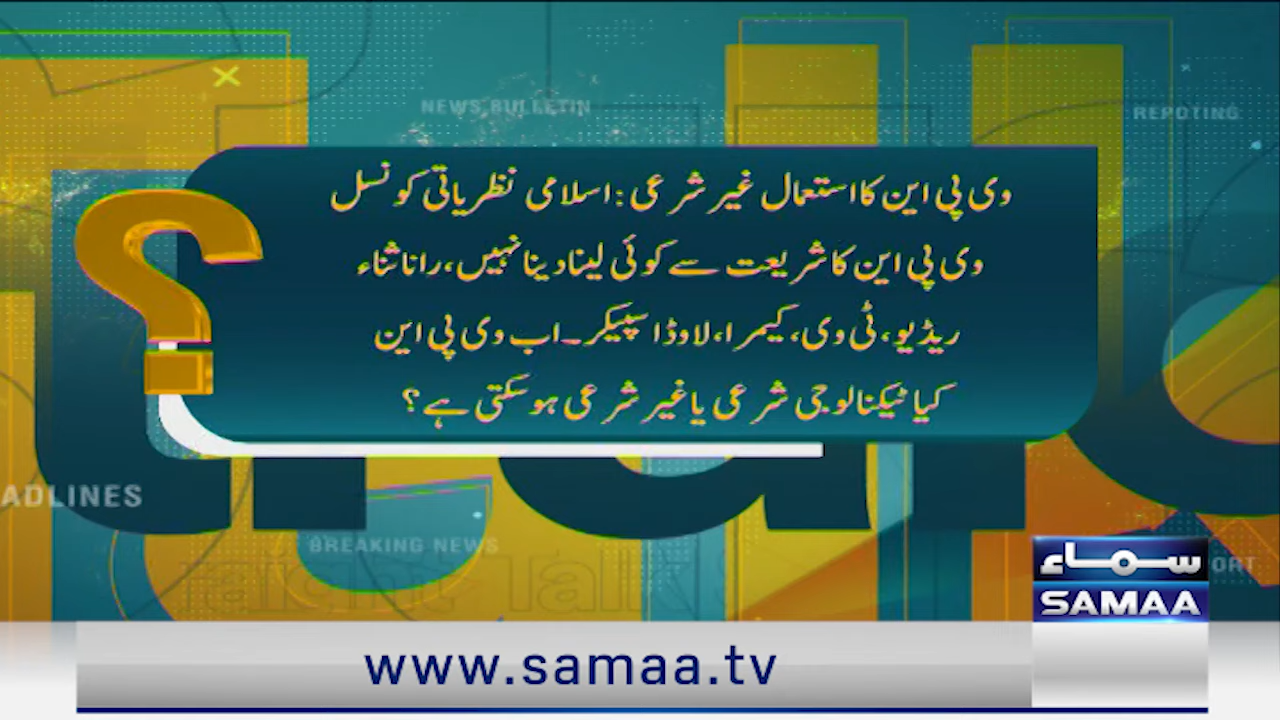 NEWS BULLETIN
REPOTING
وی پی این کا استعمال غیر شرعی: اسلامی نظریاتی کونسل
وی پی این کا شریعت سے کوئی لینا دینا نہیں، رانا ثناء
ریڈیو، ٹی وی، کیمرا، لاوڈ اسپیکر۔ اب وی پی این
کیا ٹیکنالوجی شرعی یا غیر شرعی ہو سکتی ہے؟
؟
ADLINES
BREAKING NEWS
ORT
سماء
SAMAA
www.samaa.tv